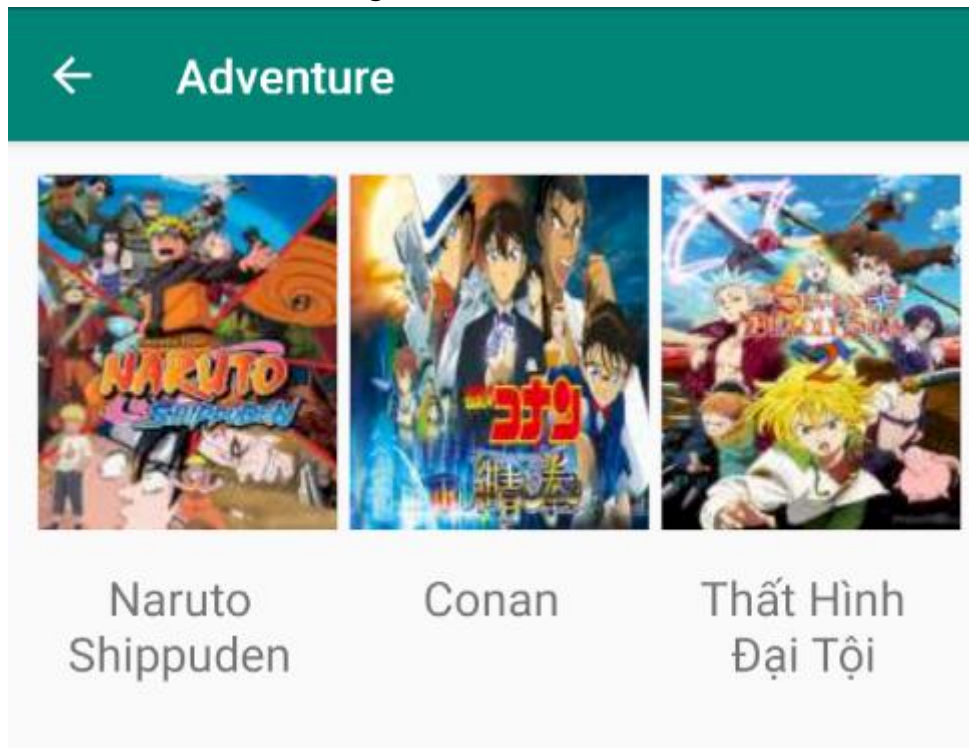 Adventure
NARUTO
SHIPPUDEN
コナン
Naruto
Shippuden
Conan
Thất Hình
Đại Tội